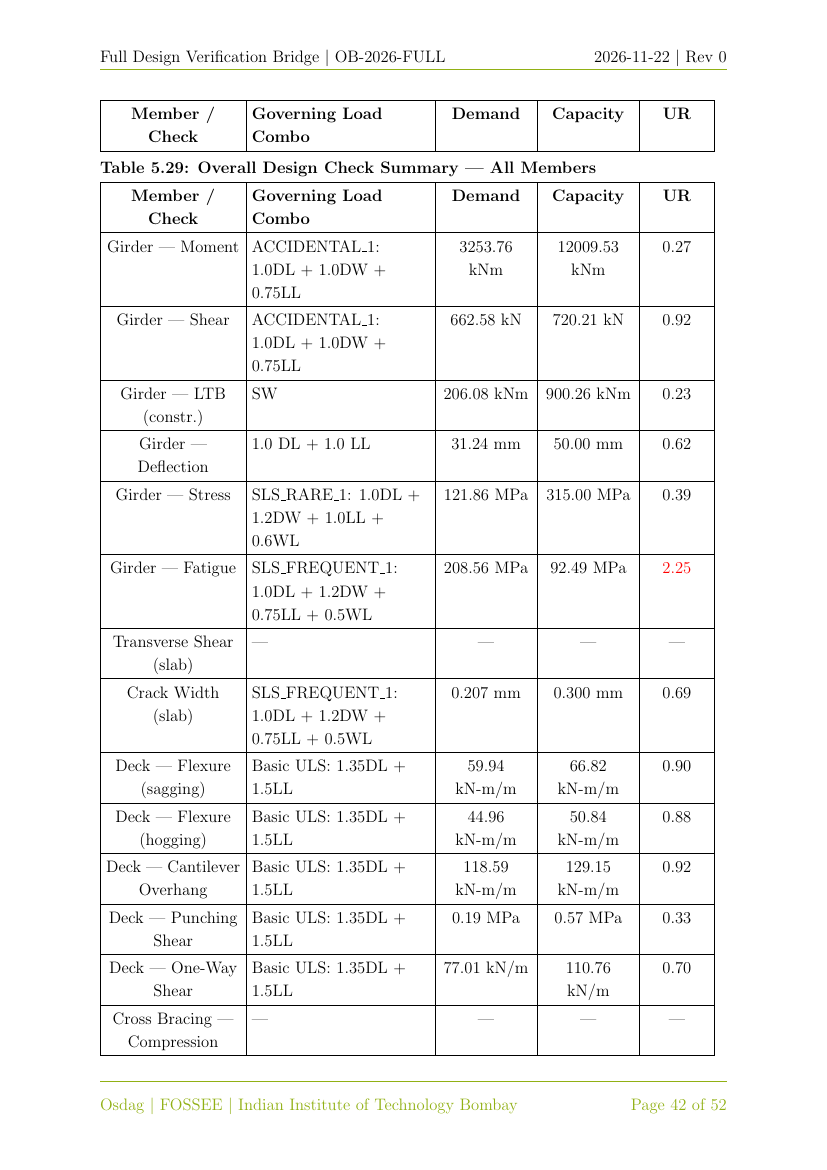 Full Design Verification Bridge | OB-2026-FULL 2026-11-22 | Rev 0
Member / Governing Load Demand Capacity UR
Check Combo
Table 5.29: Overall Design Check Summary — All Members
Member / Governing Load Demand Capacity UR
Check Combo
Girder — Moment ACCIDENTAL_1: 3253.76 12009.53 0.27
1.0DL + 1.0DW + kNm kNm
0.75LL
Girder — Shear ACCIDENTAL_1: 662.58 kN 720.21 kN 0.92
1.0DL + 1.0DW +
0.75LL
Girder — LTB SW 206.08 kNm 900.26 kNm 0.23
(constr.)
Girder — 1.0 DL + 1.0 LL 31.24 mm 50.00 mm 0.62
Deflection
Girder — Stress SLS_RARE_1: 1.0DL + 121.86 MPa 315.00 MPa 0.39
1.2DW + 1.0LL +
0.6WL
Girder — Fatigue SLS_FREQUENT_1: 208.56 MPa 92.49 MPa 2.25
1.0DL + 1.2DW +
0.75LL + 0.5WL
Transverse Shear — — — —
(slab)
Crack Width SLS_FREQUENT_1: 0.207 mm 0.300 mm 0.69
(slab) 1.0DL + 1.2DW +
0.75LL + 0.5WL
Deck — Flexure Basic ULS: 1.35DL + 59.94 66.82 0.90
(sagging) 1.5LL kN-m/m kN-m/m
Deck — Flexure Basic ULS: 1.35DL + 44.96 50.84 0.88
(hogging) 1.5LL kN-m/m kN-m/m
Deck — Cantilever Basic ULS: 1.35DL + 118.59 129.15 0.92
Overhang 1.5LL kN-m/m kN-m/m
Deck — Punching Basic ULS: 1.35DL + 0.19 MPa 0.57 MPa 0.33
Shear 1.5LL
Deck — One-Way Basic ULS: 1.35DL + 77.01 kN/m 110.76 0.70
Shear 1.5LL kN/m
Cross Bracing — — — — —
Compression
Osdag | FOSSEE | Indian Institute of Technology Bombay Page 42 of 52